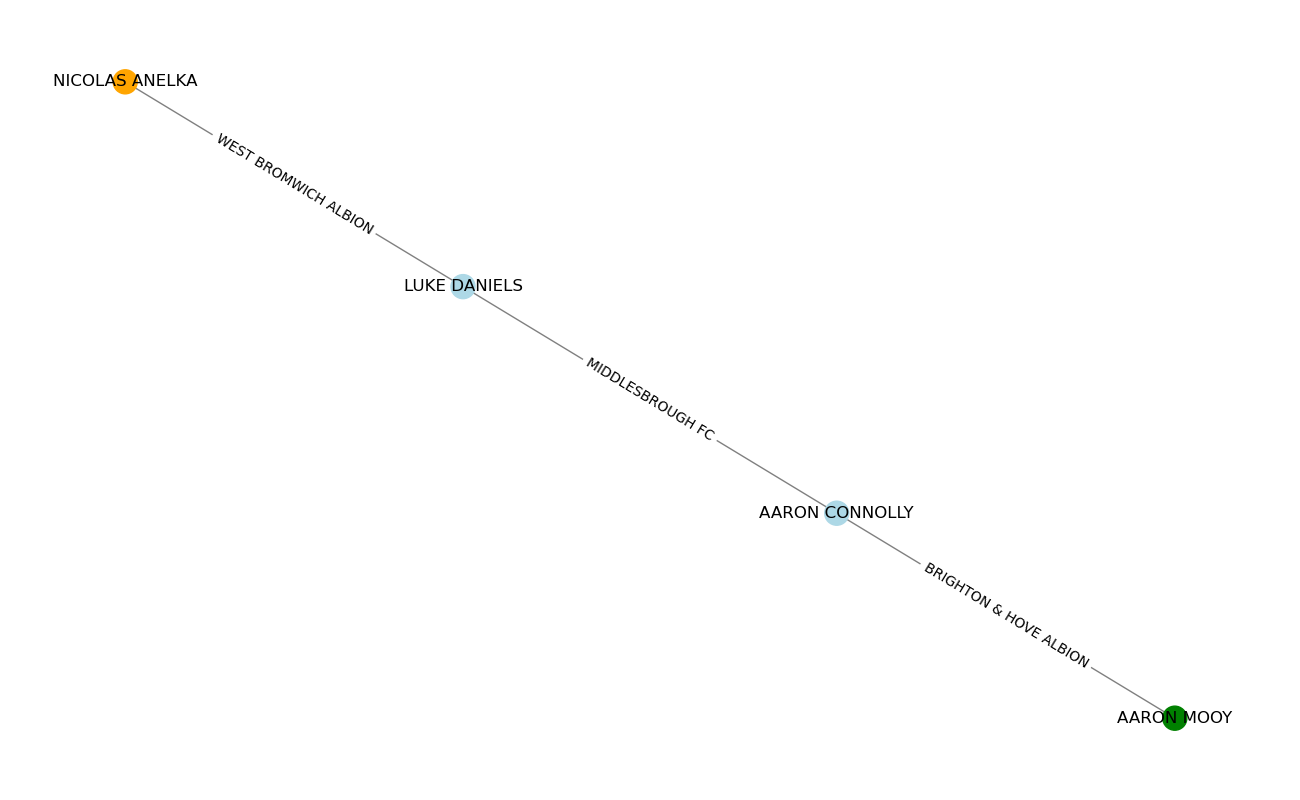 NICOLAS ANELKA
WEST BROMWICH ALBION
LUKE DANIELS
MIDDLESBROUGH FC
AARON CONNOLLY
BRIGHTON & HOVE ALBION
AARON MOOY